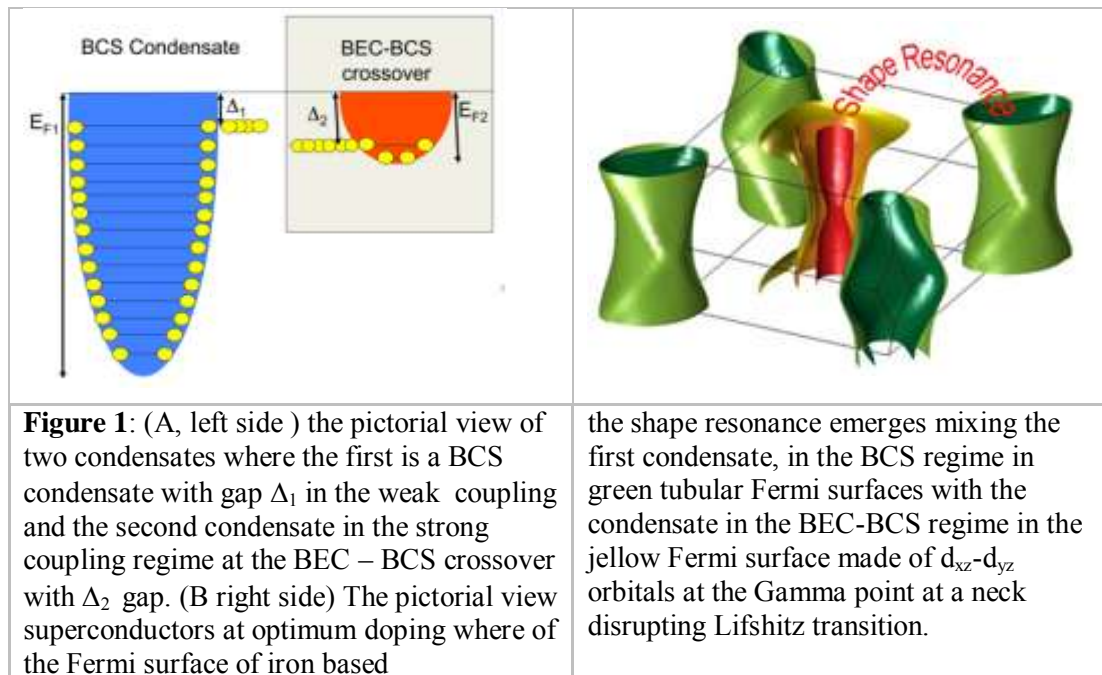 BCS Condensate
BEC-BCS
crossover
E_F1
Δ₁
Δ₂
E_F2
Shape Resonance
Figure 1: (A, left side ) the pictorial view of
two condensates where the first is a BCS
condensate with gap Δ₁ in the weak coupling
and the second condensate in the strong
coupling regime at the BEC – BCS crossover
with Δ₂ gap. (B right side) The pictorial view
superconductors at optimum doping where of
the Fermi surface of iron based
the shape resonance emerges mixing the
first condensate, in the BCS regime in
green tubular Fermi surfaces with the
condensate in the BEC-BCS regime in the
jellow Fermi surface made of d_xz-d_yz
orbitals at the Gamma point at a neck
disrupting Lifshitz transition.